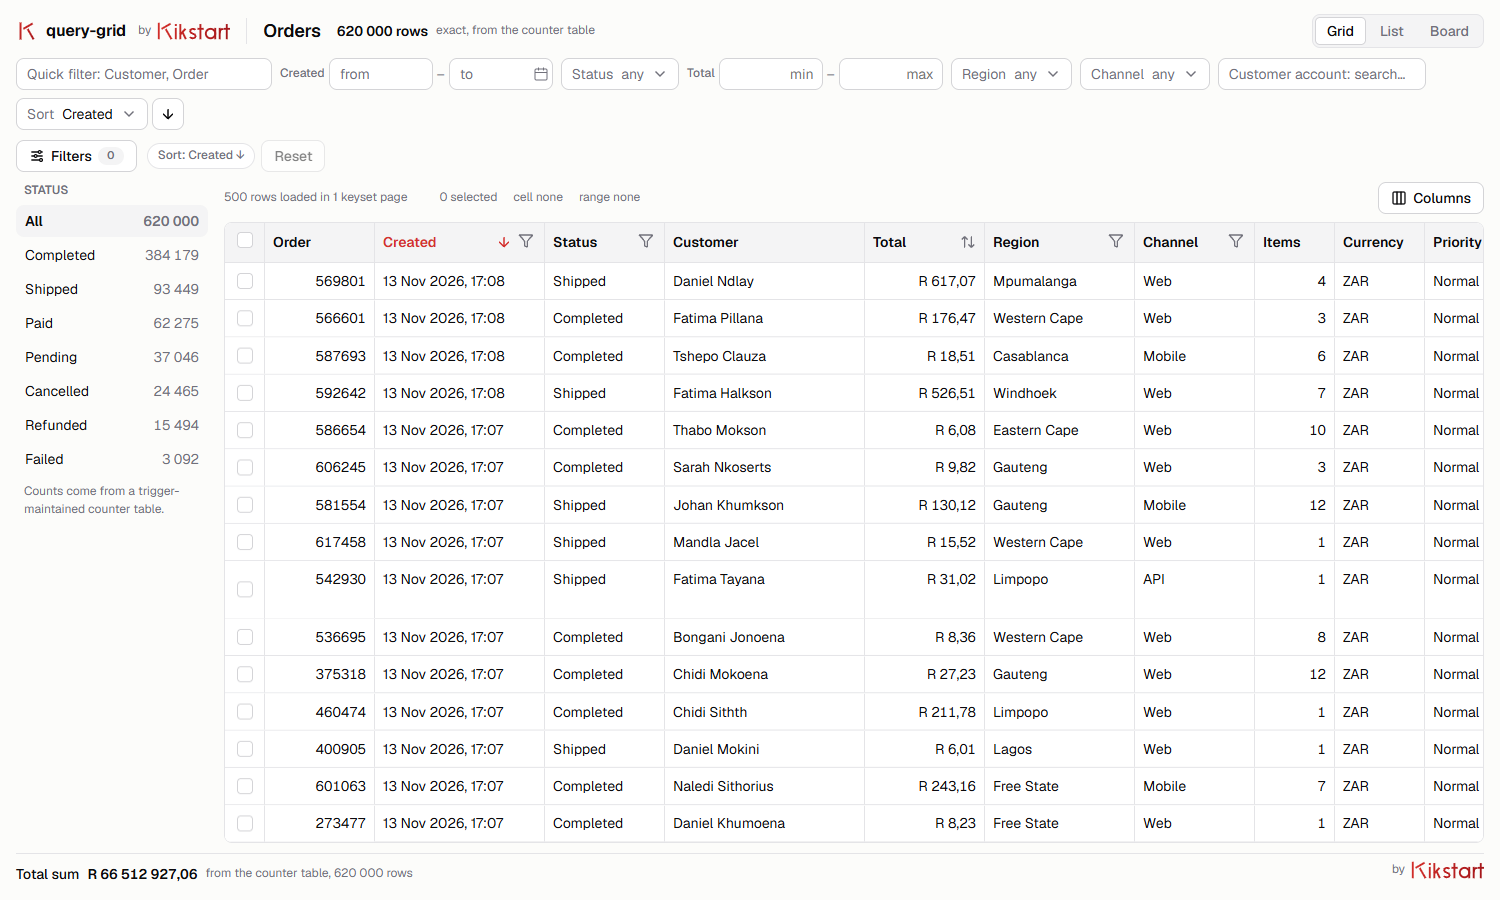 query-grid by Kikstart Orders 620 000 rows exact, from the counter table Grid List Board
Quick filter: Customer, Order Created from – to Status any Total min – max Region any Channel any Customer account: search...
Sort Created
Filters 0 Sort: Created Reset
STATUS
All 620 000
Completed 384 179
Shipped 93 449
Paid 62 275
Pending 37 046
Cancelled 24 465
Refunded 15 494
Failed 3 092
Counts come from a trigger-
maintained counter table.
500 rows loaded in 1 keyset page 0 selected cell none range none Columns
Order Created Status Customer Total Region Channel Items Currency Priority
569801 13 Nov 2026, 17:08 Shipped Daniel Ndlay R 617,07 Mpumalanga Web 4 ZAR Normal
566601 13 Nov 2026, 17:08 Completed Fatima Pillana R 176,47 Western Cape Web 3 ZAR Normal
587693 13 Nov 2026, 17:08 Completed Tshepo Clauza R 18,51 Casablanca Mobile 6 ZAR Normal
592642 13 Nov 2026, 17:08 Shipped Fatima Halkson R 526,51 Windhoek Web 7 ZAR Normal
586654 13 Nov 2026, 17:07 Completed Thabo Mokson R 6,08 Eastern Cape Web 10 ZAR Normal
606245 13 Nov 2026, 17:07 Completed Sarah Nkoserts R 9,82 Gauteng Web 3 ZAR Normal
581554 13 Nov 2026, 17:07 Shipped Johan Khumkson R 130,12 Gauteng Mobile 12 ZAR Normal
617458 13 Nov 2026, 17:07 Shipped Mandla Jacel R 15,52 Western Cape Web 1 ZAR Normal
542930 13 Nov 2026, 17:07 Shipped Fatima Tayana R 31,02 Limpopo API 1 ZAR Normal
536695 13 Nov 2026, 17:07 Completed Bongani Jonoena R 8,36 Western Cape Web 8 ZAR Normal
375318 13 Nov 2026, 17:07 Completed Chidi Mokoena R 27,23 Gauteng Web 12 ZAR Normal
460474 13 Nov 2026, 17:07 Completed Chidi Sithth R 211,78 Limpopo Web 1 ZAR Normal
400905 13 Nov 2026, 17:07 Shipped Daniel Mokini R 6,01 Lagos Web 1 ZAR Normal
601063 13 Nov 2026, 17:07 Completed Naledi Sithorius R 243,16 Free State Mobile 7 ZAR Normal
273477 13 Nov 2026, 17:07 Completed Daniel Khumoena R 8,23 Free State Web 1 ZAR Normal
Total sum R 66 512 927,06 from the counter table, 620 000 rows by Kikstart